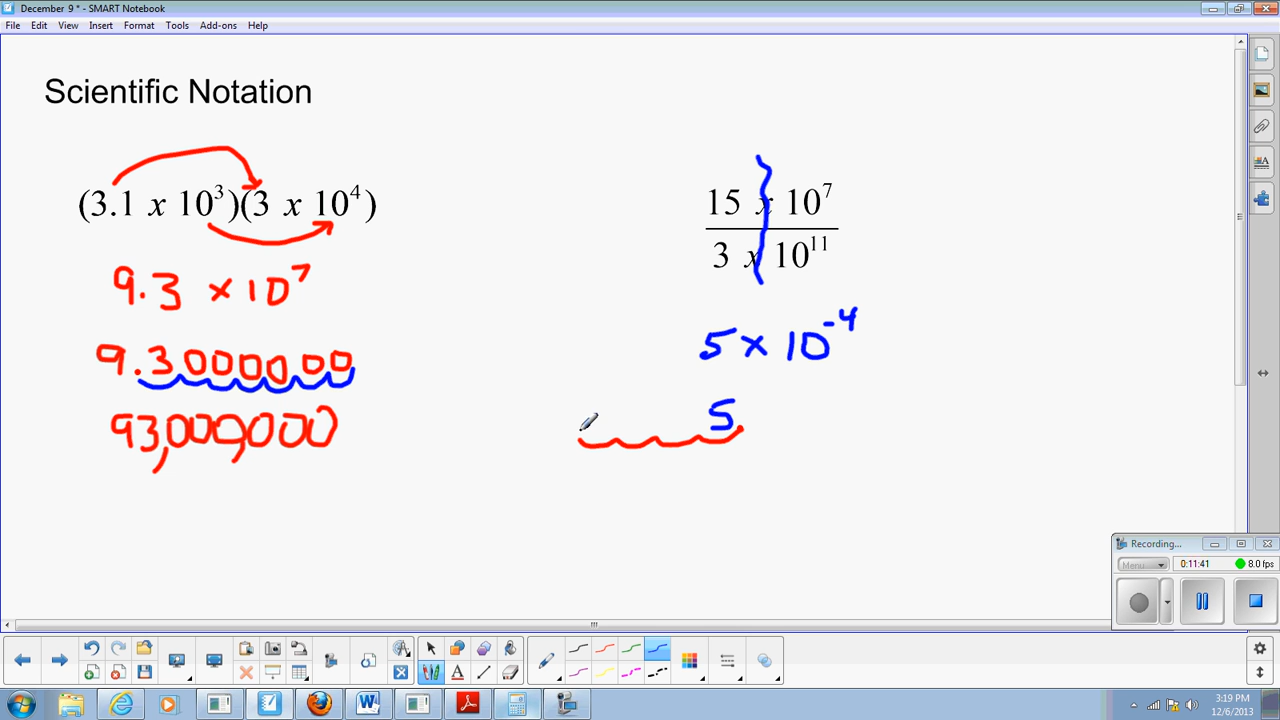 December 9 * - SMART Notebook
File Edit View Insert Format Tools Add-ons Help
Scientific Notation
(3.1 x 10³)(3 x 10⁴)
9.3 x 10⁷
9.3000000
93,000,000
15 x 10⁷
3 x 10¹¹
5 x 10⁻⁴
5.
Recording...
Menu 0:11:41 8.0 fps
A
W
3:19 PM
12/6/2013